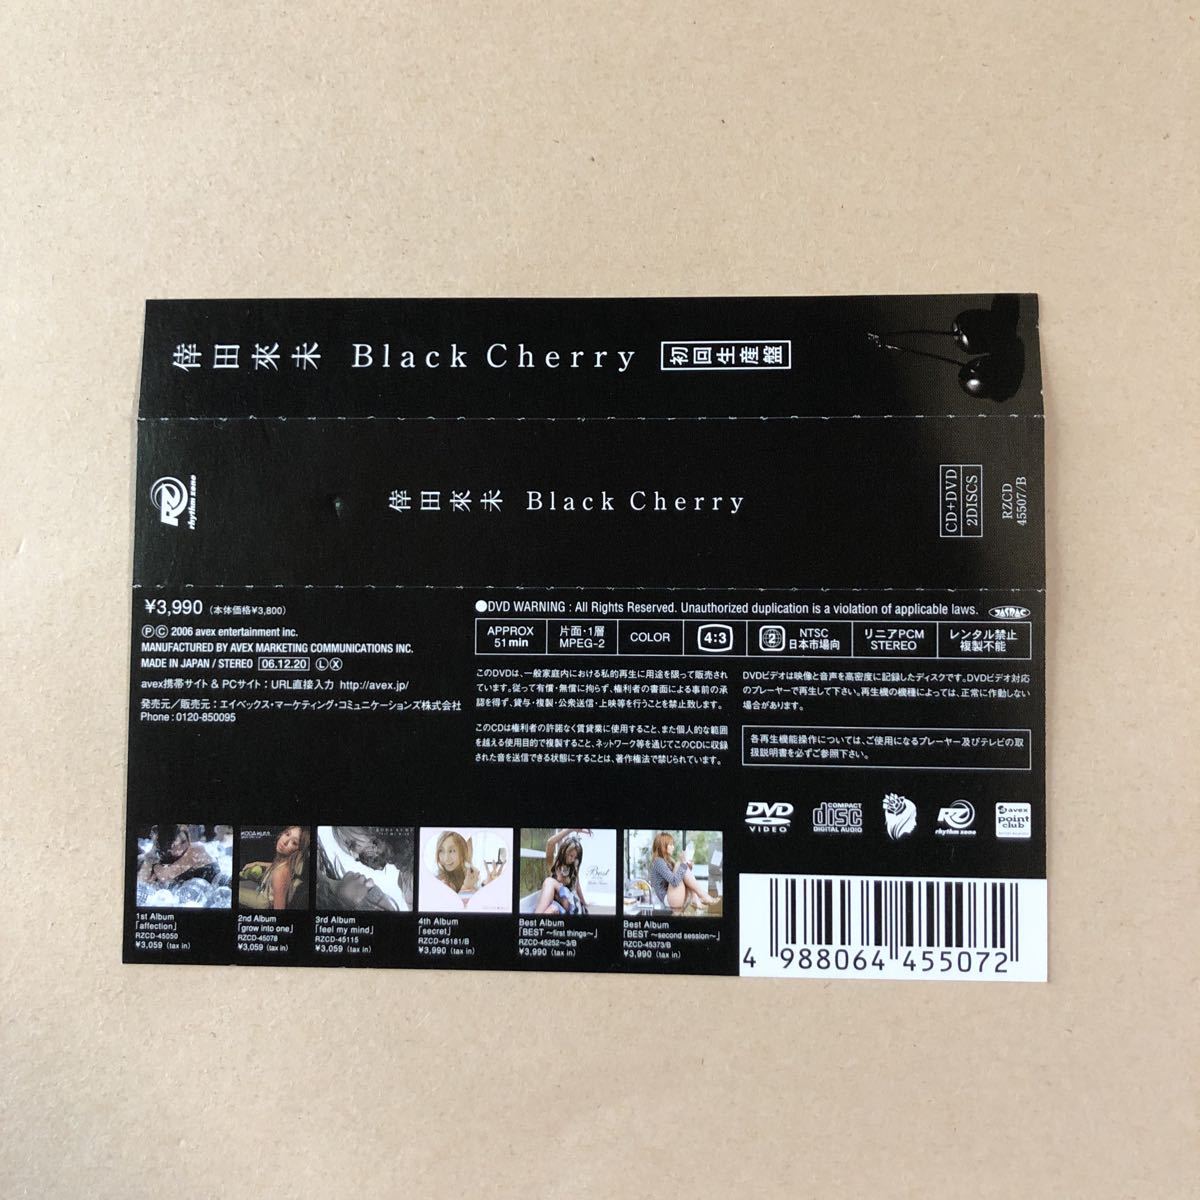 倖田來未 Black Cherry 初回生産盤
rhythm zone
倖田來未 Black Cherry
CD+DVD
2DISCS
RZCD
45507/B
¥3,990（本体価格¥3,800）
ⓅⒸ 2006 avex entertainment inc.
MANUFACTURED BY AVEX MARKETING COMMUNICATIONS INC.
MADE IN JAPAN / STEREO 06.12.20 Ⓛ Ⓧ
avex携帯サイト & PCサイト：URL直接入力 http://avex.jp/
発売元／販売元：エイベックス・マーケティング・コミュニケーションズ株式会社
Phone : 0120-850095
●DVD WARNING : All Rights Reserved. Unauthorized duplication is a violation of applicable laws. JASRAC
APPROX
51min
片面・1層
MPEG-2
COLOR
4:3
2
NTSC
日本市場向
リニアPCM
STEREO
レンタル禁止
複製不能
このDVDは、一般家庭内における私的再生に用途を限って販売され
ています。従って有償・無償に拘らず、権利者の書面による事前の承
認を得ず、貸与・複製・公衆送信・上映等を行うことを禁止致します。
このCDは権利者の許諾なく賃貸業に使用すること、また個人的な範囲
を越える使用目的で複製すること、ネットワーク等を通じてこのCDに収録
された音を送信できる状態にすることは、著作権法で禁じられています。
DVDビデオは映像と音声を高密度に記録したディスクです。DVDビデオ対応
のプレーヤーで再生して下さい。再生機の機種によっては、正常に作動しない
場合があります。
各再生機能操作については、ご使用になるプレーヤー及びテレビの取
扱説明書を必ずご参照下さい。
DVD
VIDEO
COMPACT
disc
DIGITAL AUDIO
rhythm zone
avex
point
club
KODA KUMI
Best
1st Album
「affection」
RZCD-45050
¥3,059（tax in）
2nd Album
「grow into one」
RZCD-45078
¥3,059（tax in）
3rd Album
「feel my mind」
RZCD-45115
¥3,059（tax in）
4th Album
「secret」
RZCD-45181/B
¥3,990（tax in）
Best Album
「BEST ～first things～」
RZCD-45252～3/B
¥3,990（tax in）
Best Album
「BEST ～second session～」
RZCD-45373/B
¥3,990（tax in）
4 988064 455072